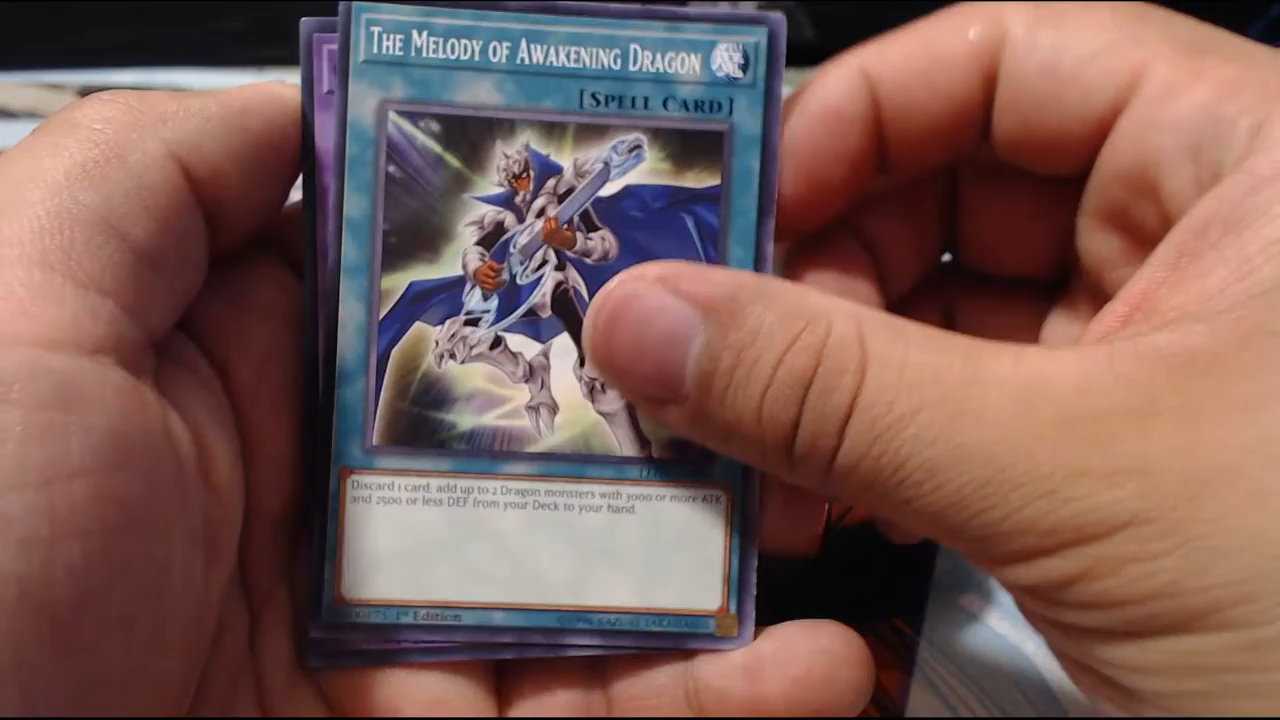 THE MELODY OF AWAKENING DRAGON
[SPELL CARD]
Discard 1 card; add up to 2 Dragon monsters with 3000 or more ATK
and 2500 or less DEF from your Deck to your hand.
1st Edition
©1996 KAZUKI TAKAHASHI